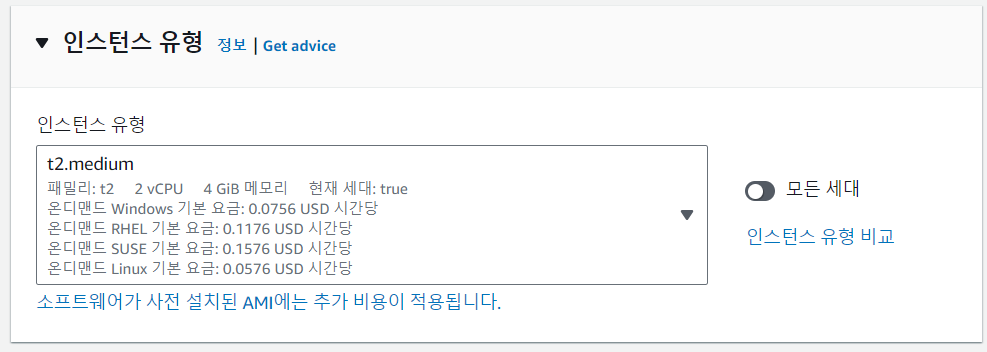 ▼ 인스턴스 유형 정보 | Get advice
인스턴스 유형
t2.medium
패밀리: t2 2 vCPU 4 GiB 메모리 현재 세대: true
온디맨드 Windows 기본 요금: 0.0756 USD 시간당
온디맨드 RHEL 기본 요금: 0.1176 USD 시간당
온디맨드 SUSE 기본 요금: 0.1576 USD 시간당
온디맨드 Linux 기본 요금: 0.0576 USD 시간당
모든 세대
인스턴스 유형 비교
소프트웨어가 사전 설치된 AMI에는 추가 비용이 적용됩니다.